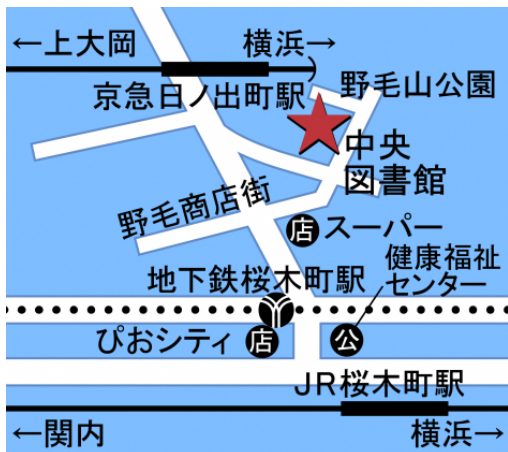 ←上大岡
横浜→
京急日ノ出町駅
野毛山公園
中央
図書館
野毛商店街
店スーパー
健康福祉
センター
地下鉄桜木町駅
ぴおシティ店
公
JR桜木町駅
←関内
横浜→